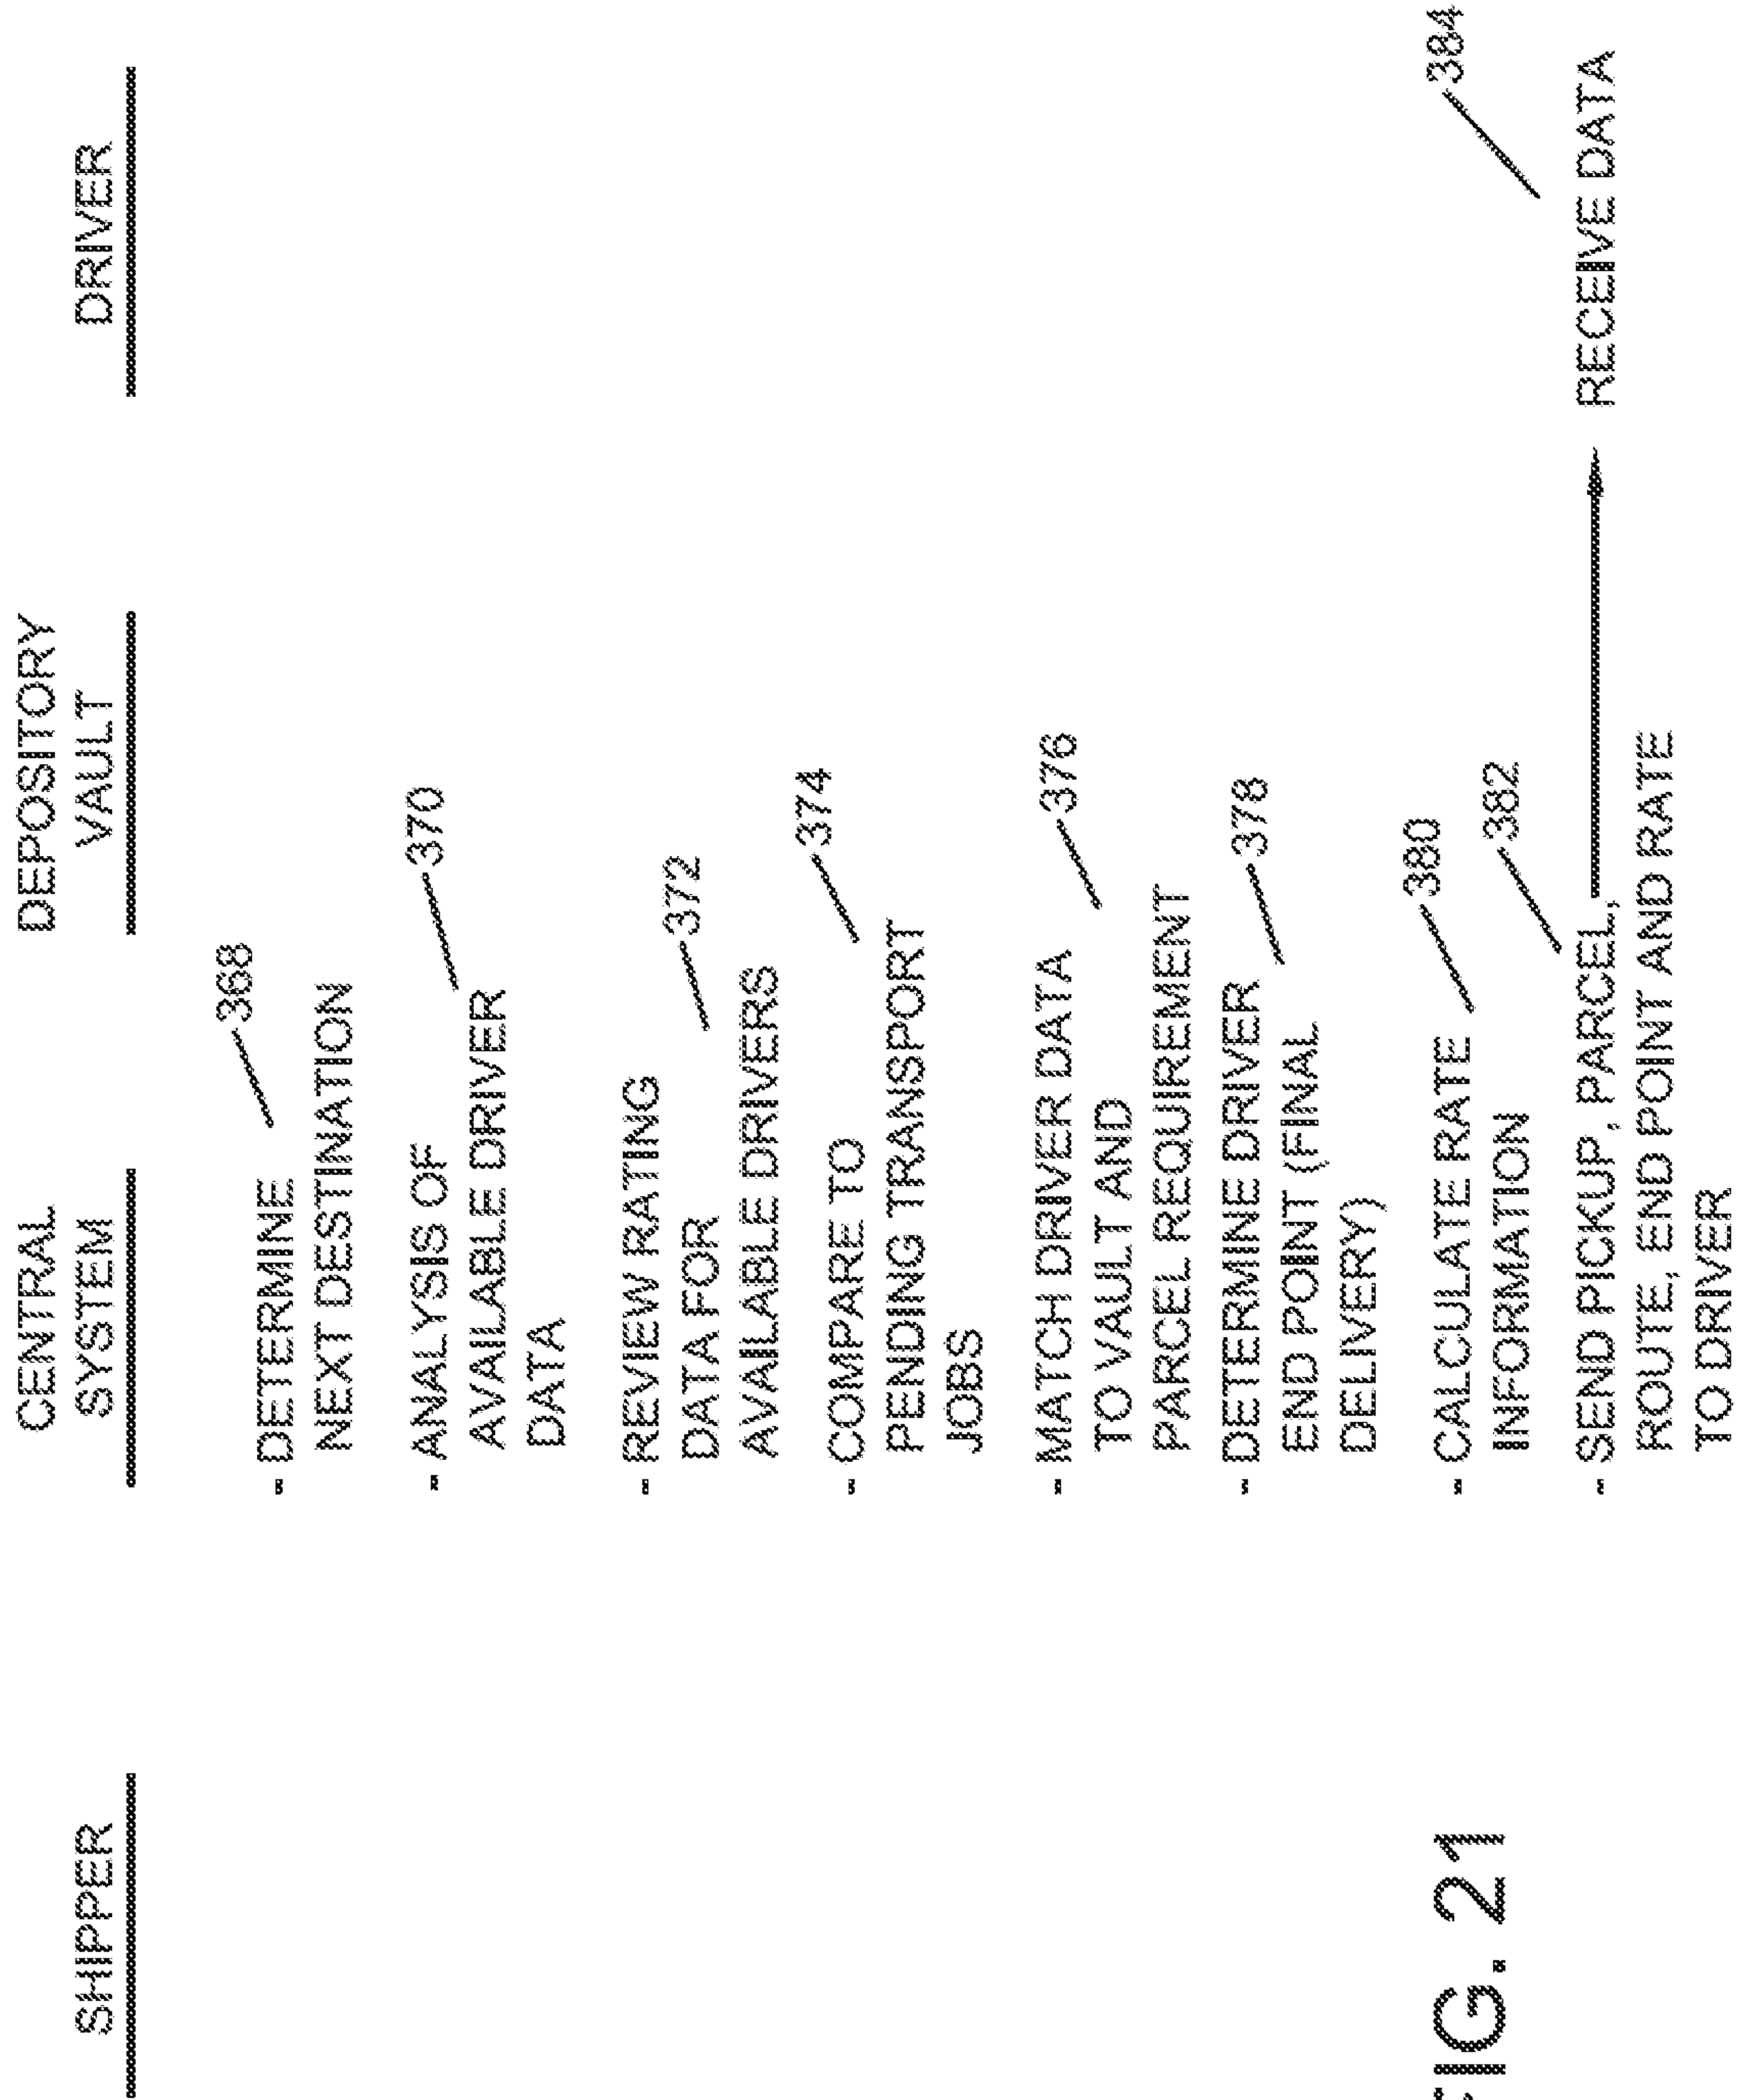 SHIPPER
CENTRAL
SYSTEM
DEPOSITORY
VAULT
DRIVER
368
- DETERMINE
NEXT DESTINATION
370
- ANALYSIS OF
AVAILABLE DRIVER
DATA
372
- REVIEW RATING
DATA FOR
AVAILABLE DRIVERS
374
- COMPARE TO
PENDING TRANSPORT
JOBS
376
- MATCH DRIVER DATA
TO VAULT AND
PARCEL REQUIREMENT
378
- DETERMINE DRIVER
END POINT (FINAL
DELIVERY)
380
- CALCULATE RATE
INFORMATION
382
- SEND PICKUP, PARCEL,
ROUTE, END POINT AND RATE
TO DRIVER
384
RECEIVE DATA
FIG. 21